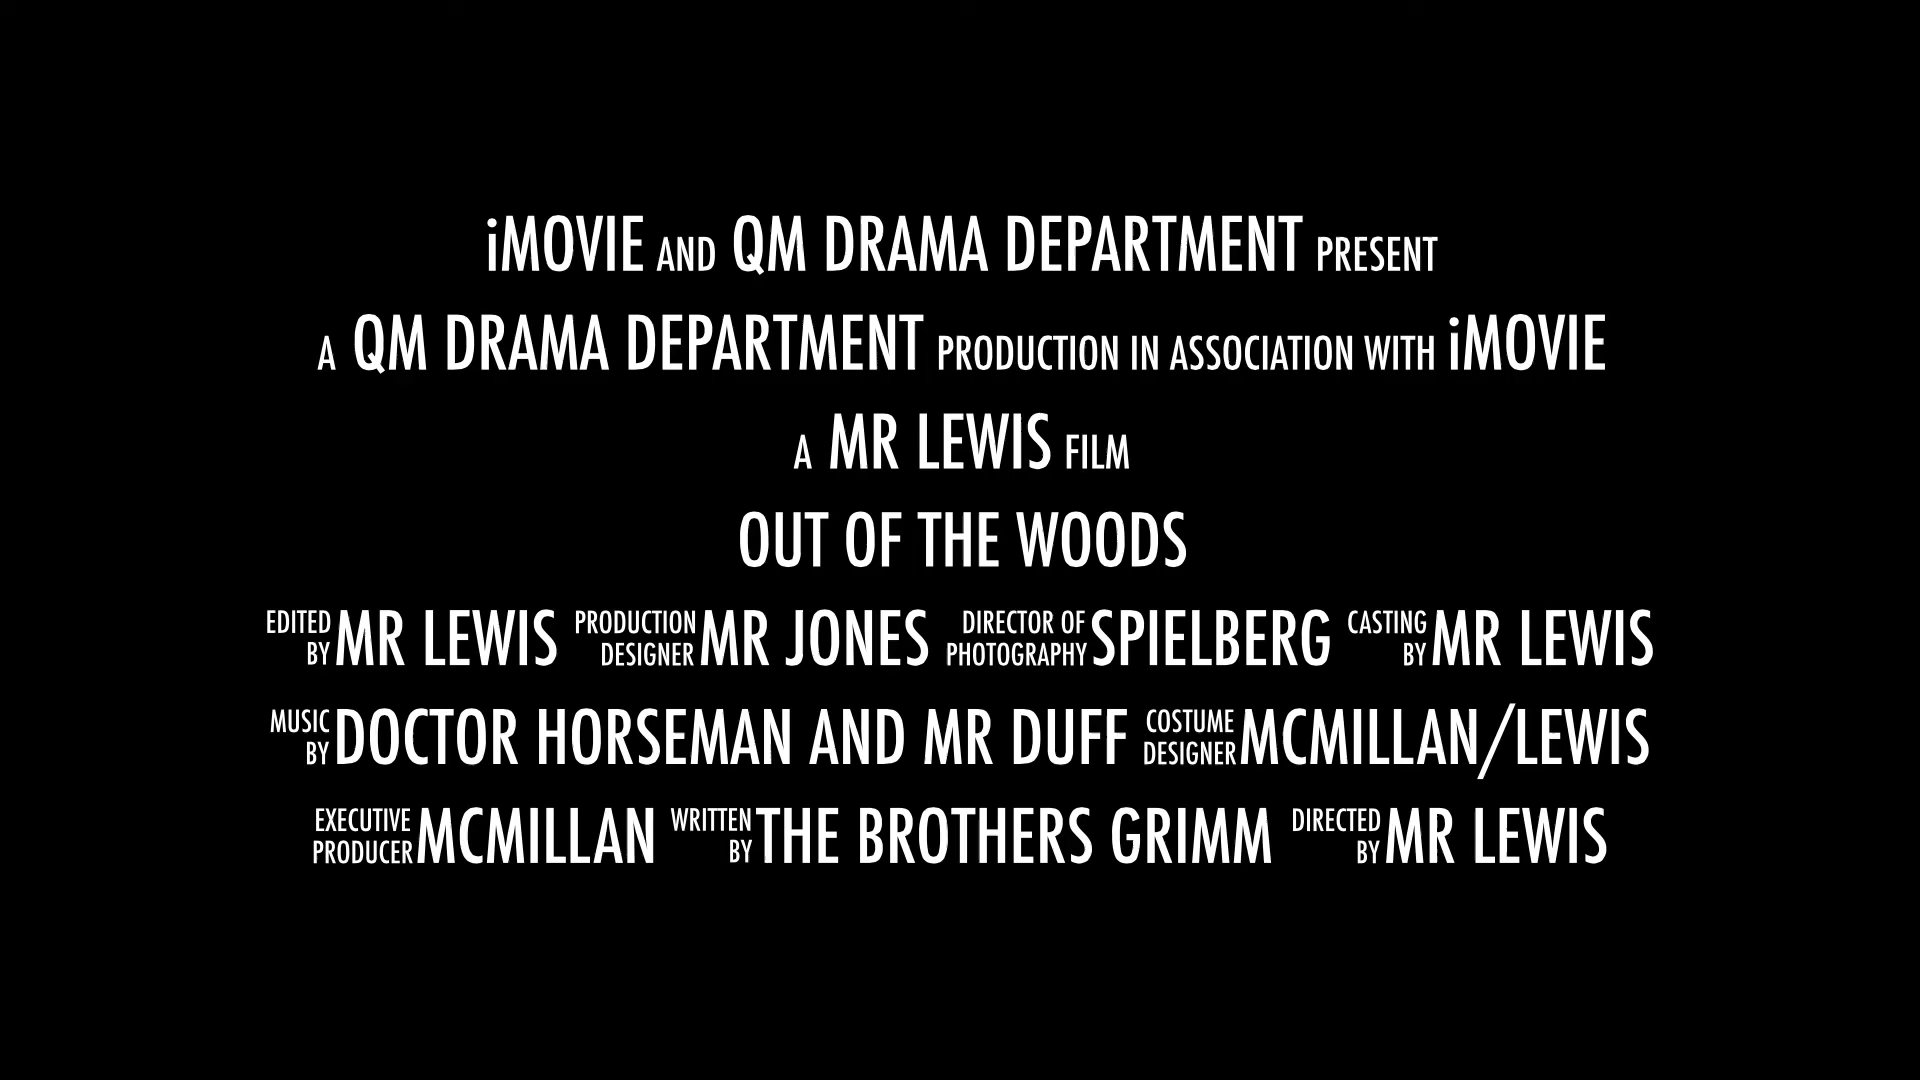 iMOVIE AND QM DRAMA DEPARTMENT PRESENT
A QM DRAMA DEPARTMENT PRODUCTION IN ASSOCIATION WITH iMOVIE
A MR LEWIS FILM
OUT OF THE WOODS
EDITED BY MR LEWIS PRODUCTION DESIGNER MR JONES DIRECTOR OF PHOTOGRAPHY SPIELBERG CASTING BY MR LEWIS
MUSIC BY DOCTOR HORSEMAN AND MR DUFF COSTUME DESIGNER MCMILLAN/LEWIS
EXECUTIVE PRODUCER MCMILLAN WRITTEN BY THE BROTHERS GRIMM DIRECTED BY MR LEWIS